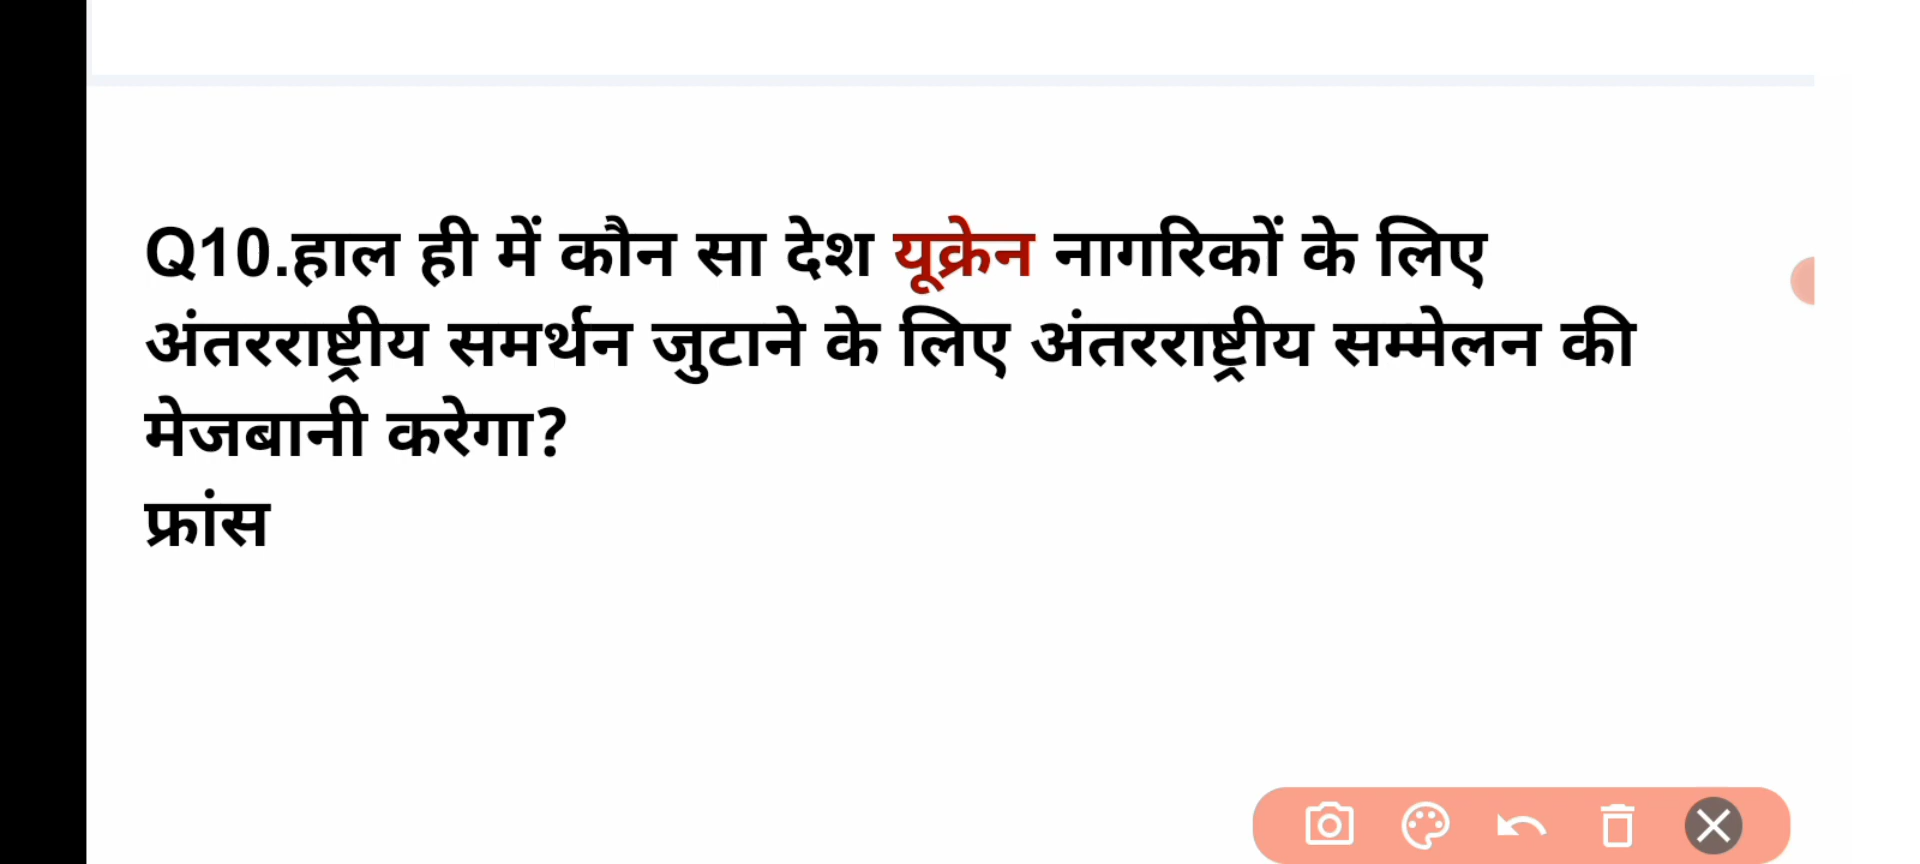 Q10.हाल ही में कौन सा देश यूक्रेन नागरिकों के लिए
अंतरराष्ट्रीय समर्थन जुटाने के लिए अंतरराष्ट्रीय सम्मेलन की
मेजबानी करेगा?
फ्रांस